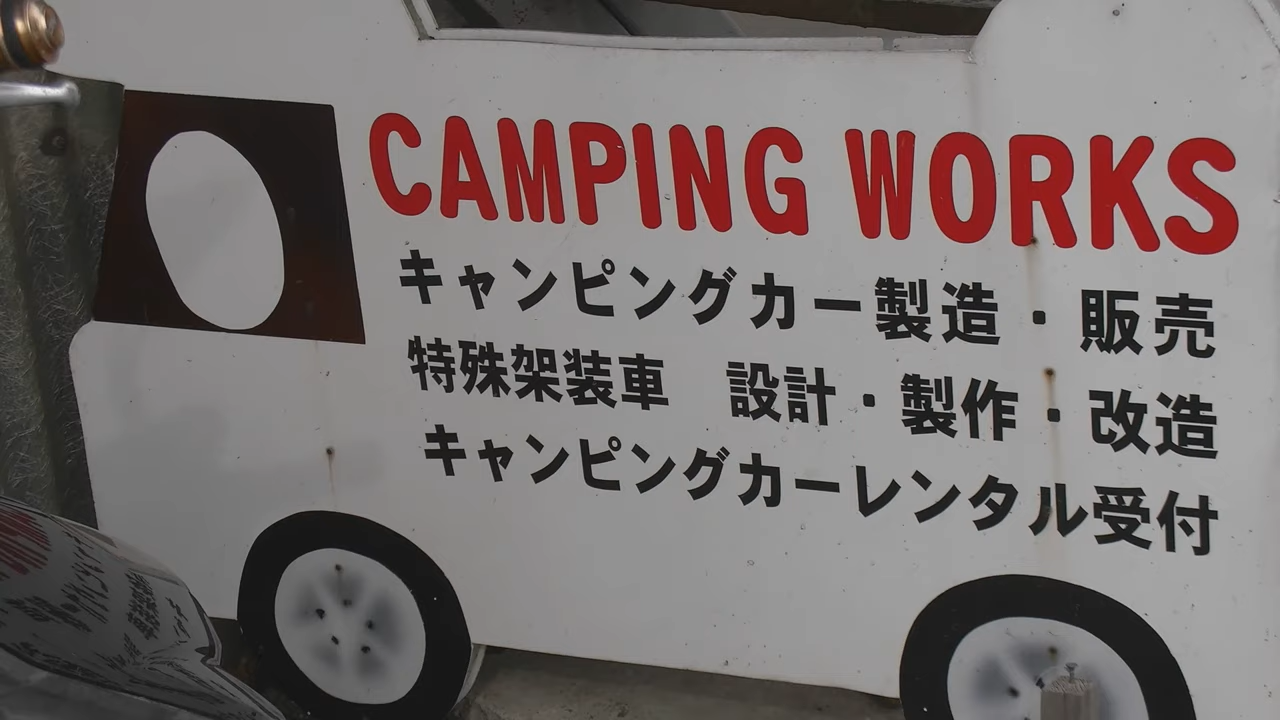 CAMPING WORKS
キャンピングカー製造・販売
特殊架装車　設計・製作・改造
キャンピングカーレンタル受付